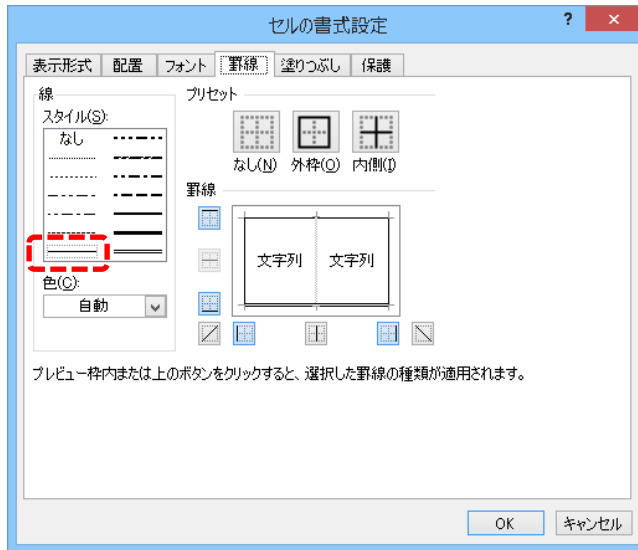 セルの書式設定
? ×
表示形式 配置 フォント 罫線 塗りつぶし 保護
線
スタイル(S):
なし
色(C):
自動
プリセット
なし(N) 外枠(O) 内側(I)
罫線
文字列 文字列
プレビュー枠内または上のボタンをクリックすると、選択した罫線の種類が適用されます。
OK キャンセル